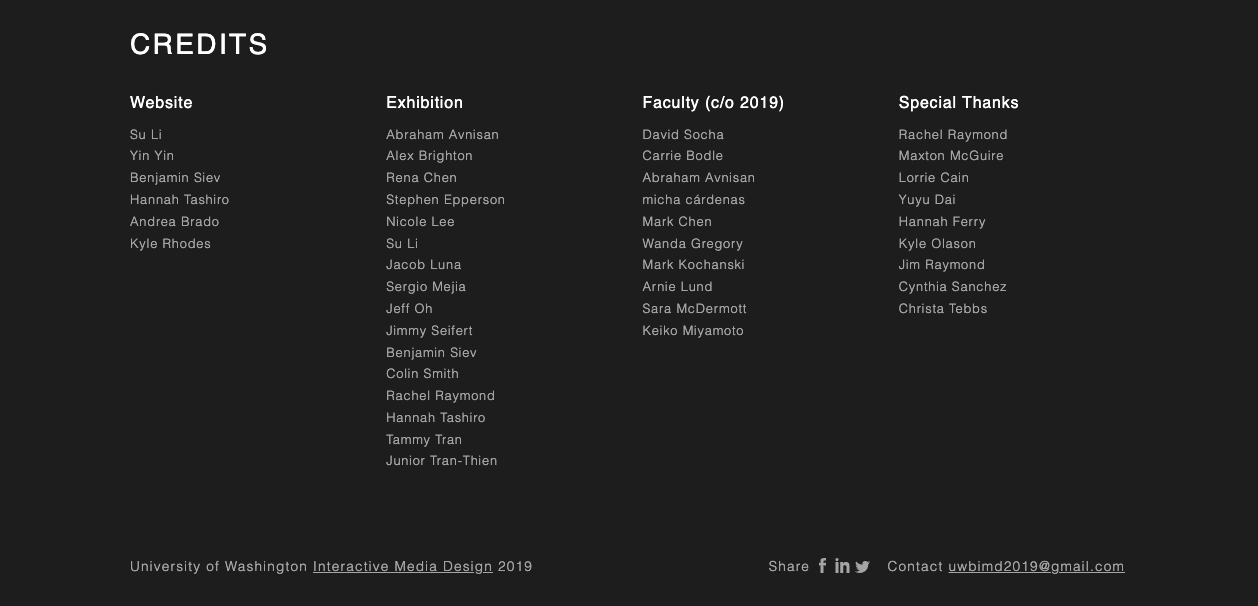 CREDITS
Website
Su Li
Yin Yin
Benjamin Siev
Hannah Tashiro
Andrea Brado
Kyle Rhodes
Exhibition
Abraham Avnisan
Alex Brighton
Rena Chen
Stephen Epperson
Nicole Lee
Su Li
Jacob Luna
Sergio Mejia
Jeff Oh
Jimmy Seifert
Benjamin Siev
Colin Smith
Rachel Raymond
Hannah Tashiro
Tammy Tran
Junior Tran-Thien
Faculty (c/o 2019)
David Socha
Carrie Bodle
Abraham Avnisan
micha cárdenas
Mark Chen
Wanda Gregory
Mark Kochanski
Arnie Lund
Sara McDermott
Keiko Miyamoto
Special Thanks
Rachel Raymond
Maxton McGuire
Lorrie Cain
Yuyu Dai
Hannah Ferry
Kyle Olason
Jim Raymond
Cynthia Sanchez
Christa Tebbs
University of Washington Interactive Media Design 2019
Share f in Contact uwbimd2019@gmail.com